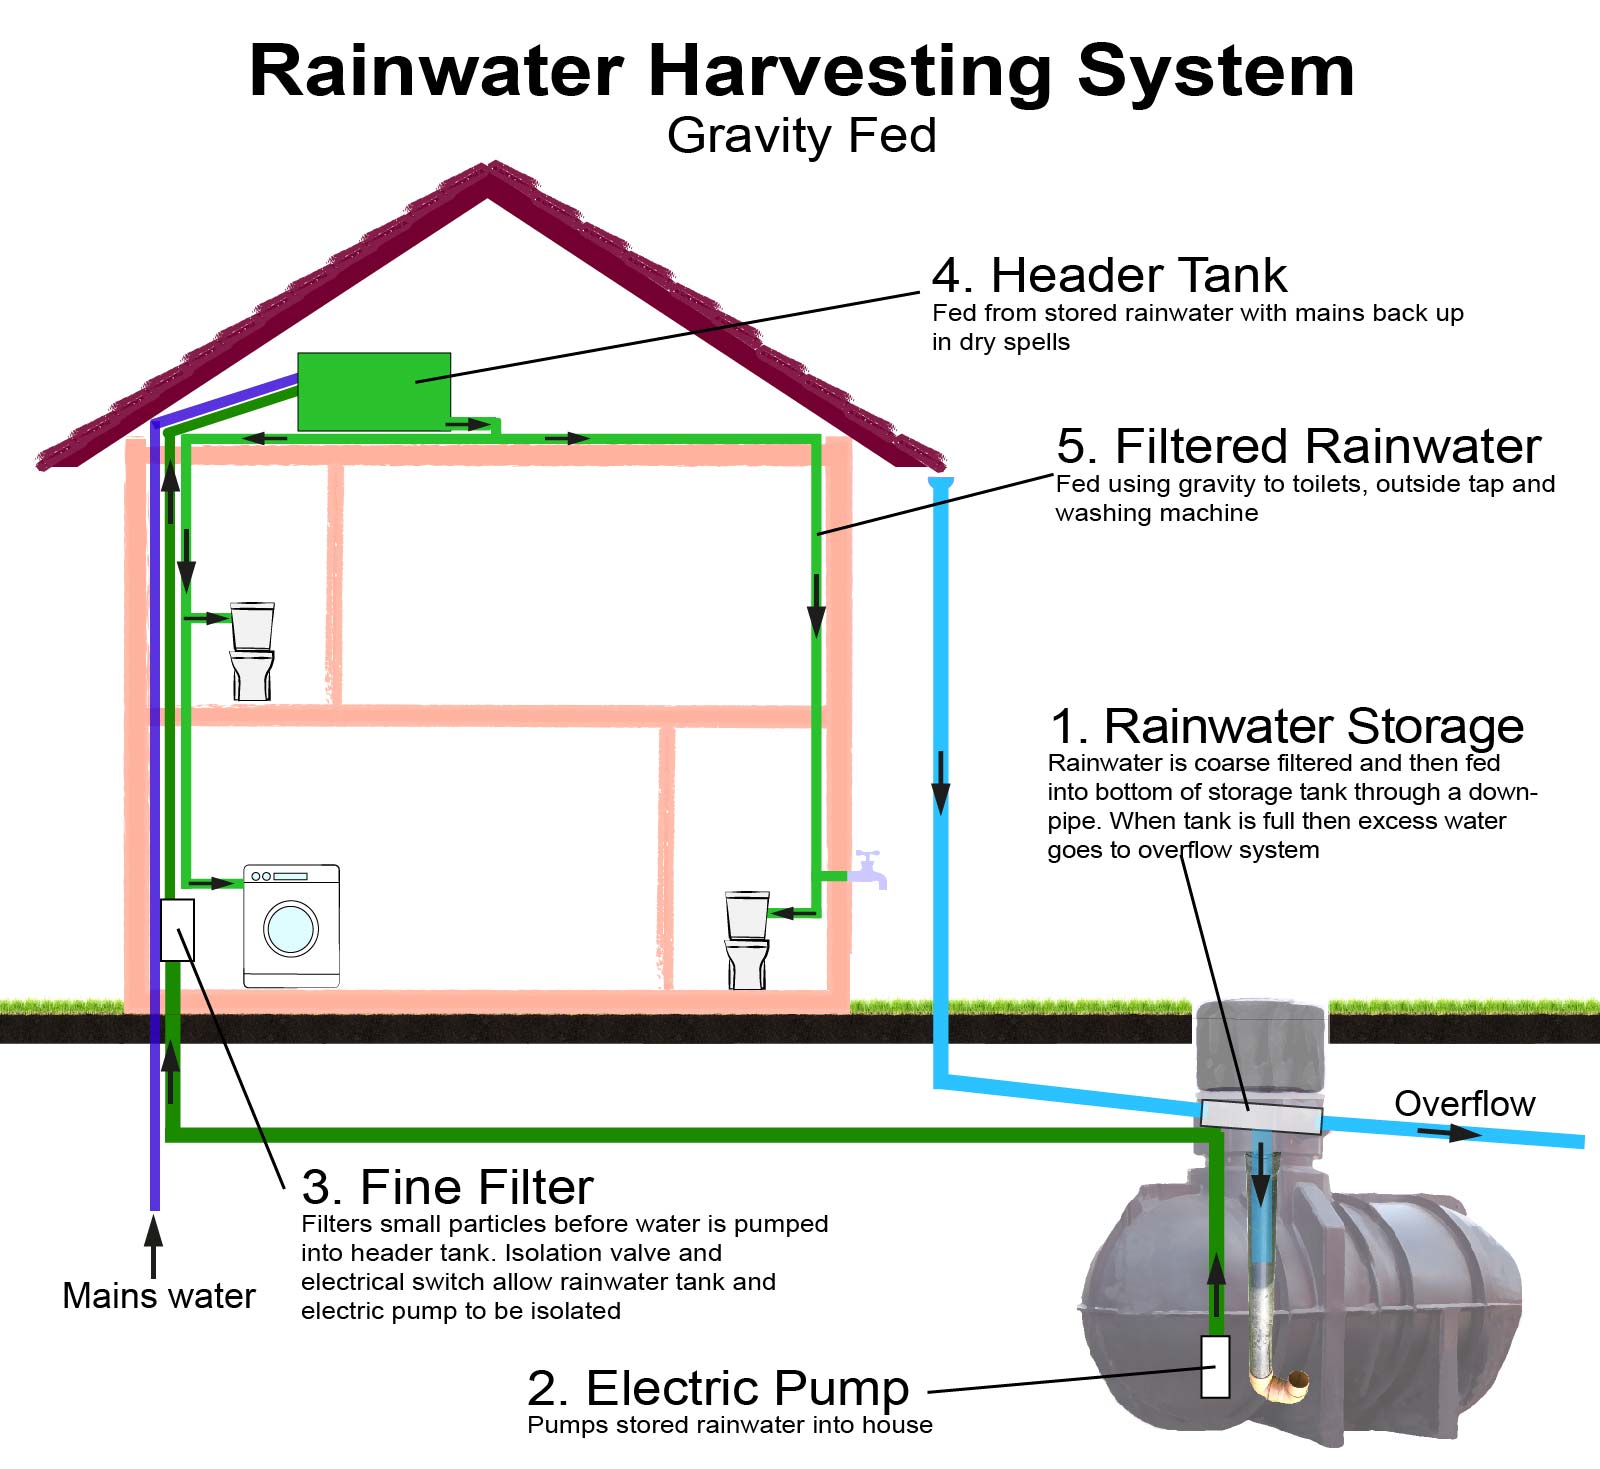 Rainwater Harvesting System
Gravity Fed
4. Header Tank
Fed from stored rainwater with mains back up
in dry spells
5. Filtered Rainwater
Fed using gravity to toilets, outside tap and
washing machine
1. Rainwater Storage
Rainwater is coarse filtered and then fed
into bottom of storage tank through a down-
pipe. When tank is full then excess water
goes to overflow system
Overflow
3. Fine Filter
Filters small particles before water is pumped
into header tank. Isolation valve and
electrical switch allow rainwater tank and
electric pump to be isolated
Mains water
2. Electric Pump
Pumps stored rainwater into house